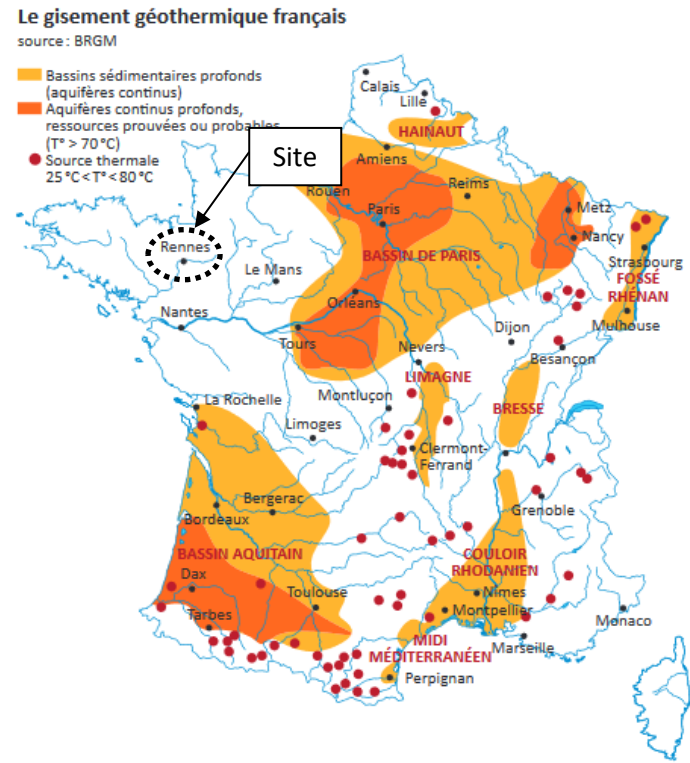 Le gisement géothermique français
source : BRGM
Bassins sédimentaires profonds
(aquifères continus)
Aquifères continus profonds,
ressources prouvées ou probables
(T° > 70 °C)
Source thermale
25 °C < T° < 80 °C
Site
Calais
Lille
HAINAUT
Amiens
Rouen
Reims
Paris
Metz
Nancy
Rennes
BASSIN DE PARIS
Strasbourg
Le Mans
FOSSÉ
RHÉNAN
Orléans
Nantes
Mulhouse
Tours
Dijon
Nevers
Besançon
LIMAGNE
La Rochelle
Montluçon
BRESSE
Limoges
Clermont-
Ferrand
Bergerac
Grenoble
Bordeaux
BASSIN AQUITAIN
COULOIR
RHODANIEN
Dax
Toulouse
Nîmes
Tarbes
Montpellier
Monaco
MIDI
MÉDITERRANÉEN
Marseille
Perpignan